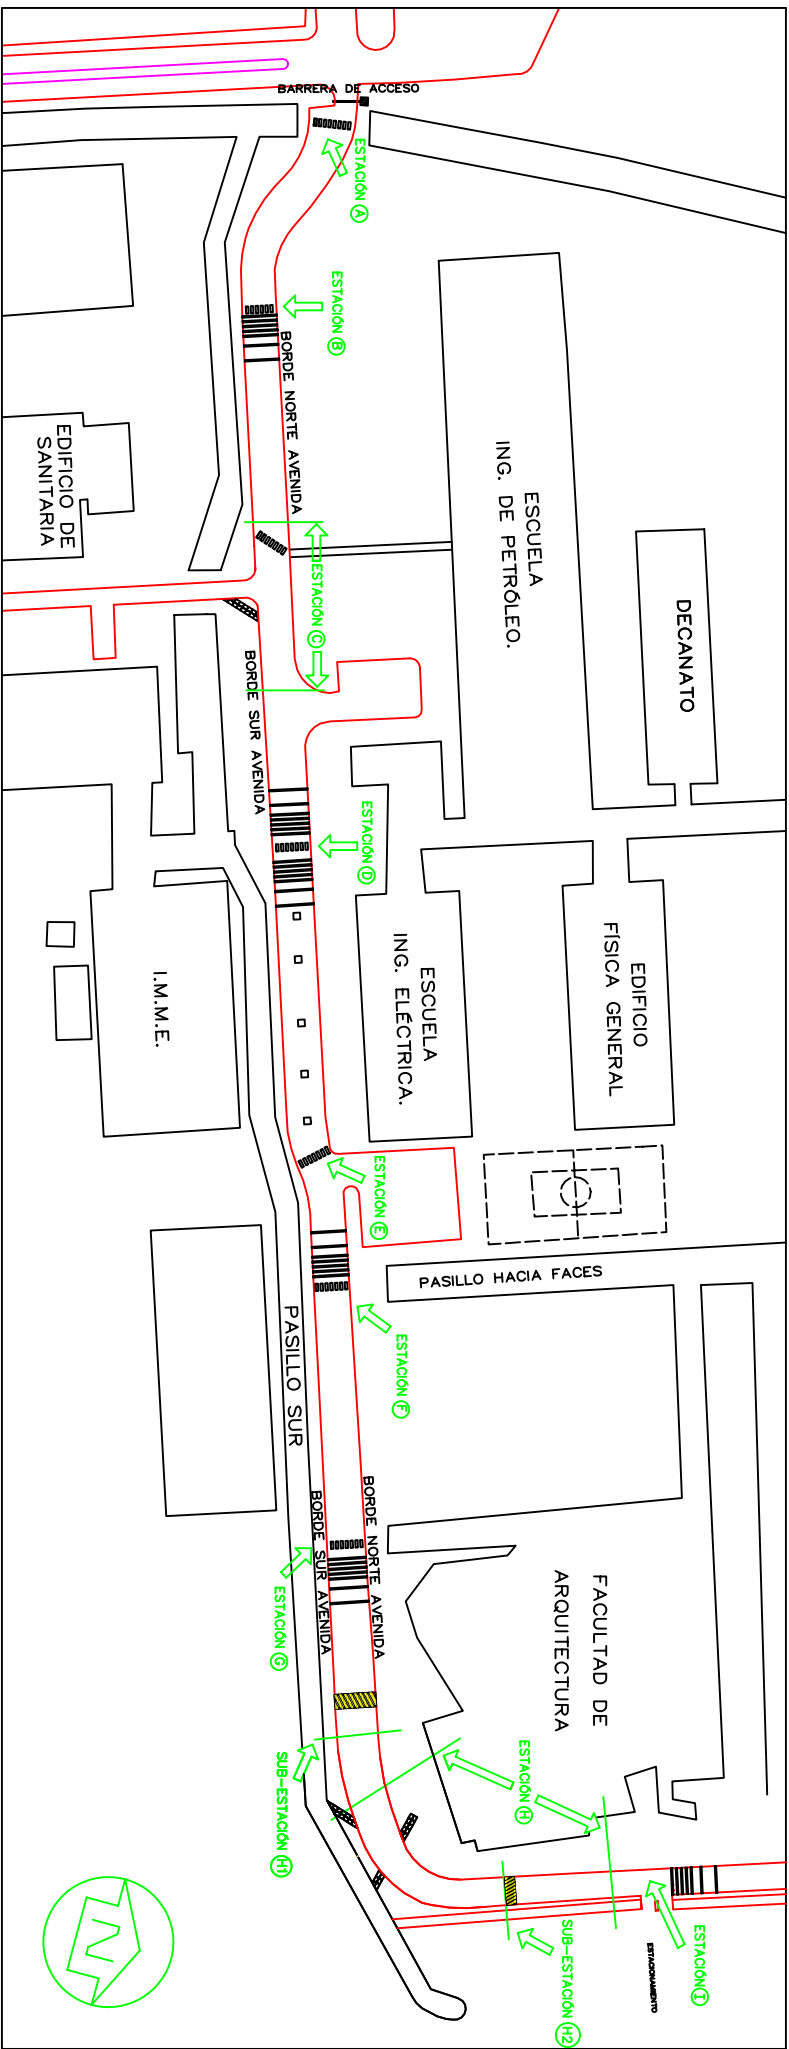 BARRERA DE ACCESO
ESTACIÓN A
ESTACIÓN B
BORDE NORTE AVENIDA
ESCUELA
ING. DE PETRÓLEO.
EDIFICIO DE
SANITARIA
DECANATO
ESTACIÓN C
BORDE SUR AVENIDA
ESTACIÓN D
ESCUELA
ING. ELÉCTRICA.
EDIFICIO
FÍSICA GENERAL
I.M.M.E.
ESTACIÓN E
PASILLO HACIA FACES
PASILLO SUR
ESTACIÓN F
BORDE NORTE AVENIDA
BORDE SUR AVENIDA
ESTACIÓN G
FACULTAD DE
ARQUITECTURA
ESTACIÓN H
SUB-ESTACIÓN H1
SUB-ESTACIÓN H2
ESTACIÓN I
ESTACIONAMIENTO
N